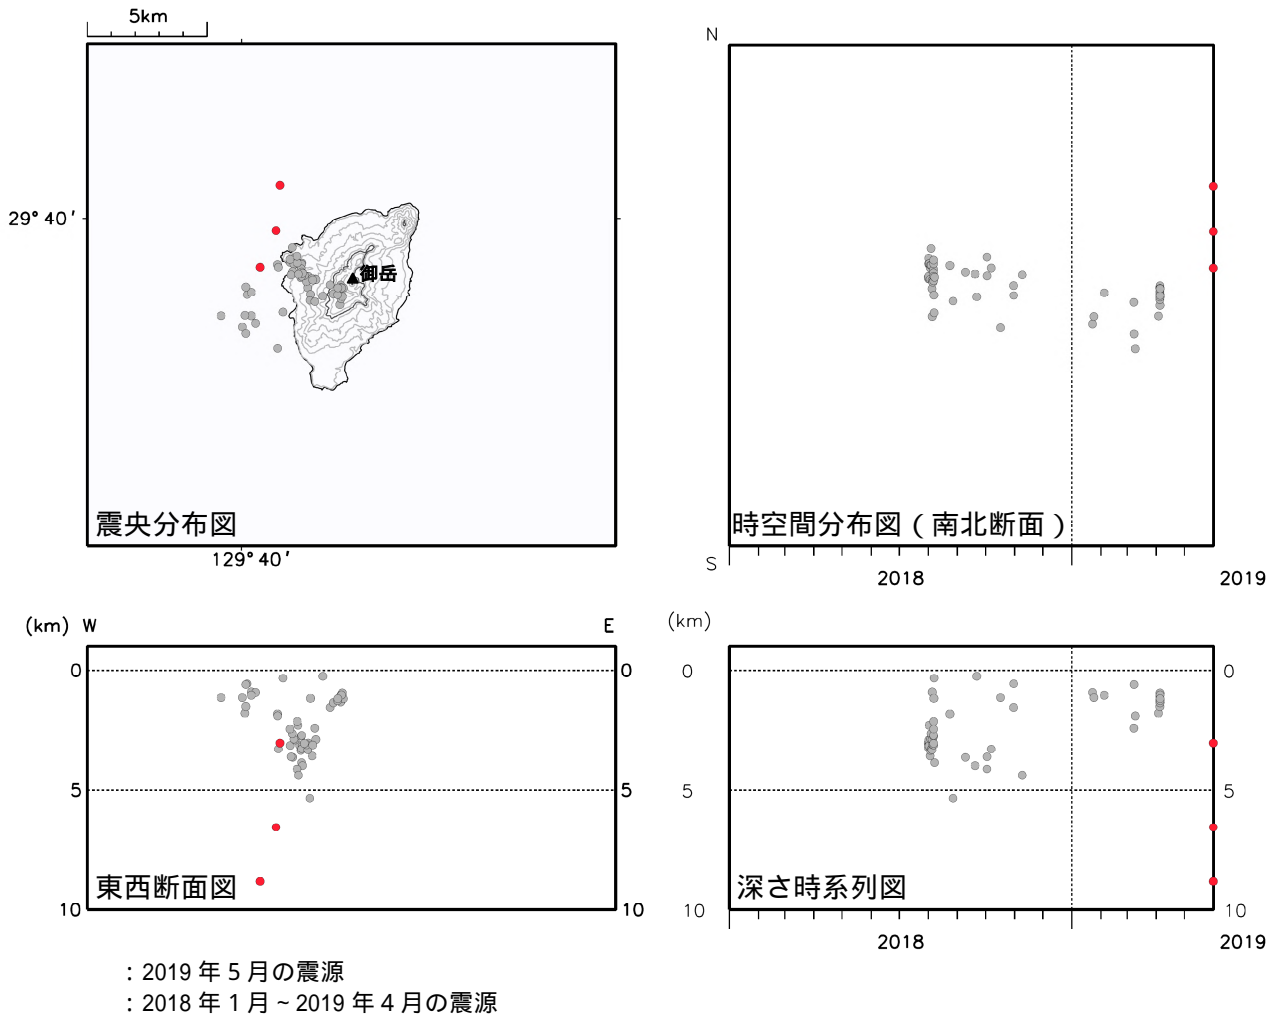 5km
29° 40 ′
御岳
震央分布図
129° 40 ′
N
時空間分布図 ( 南北断面 )
S
2018
2019
(km) W
E
0
0
5
5
10
10
東西断面図
(km)
0
0
5
5
10
10
深さ時系列図
2018
2019
: 2019 年 5 月の震源
: 2018 年 1 月 ~ 2019 年 4 月の震源